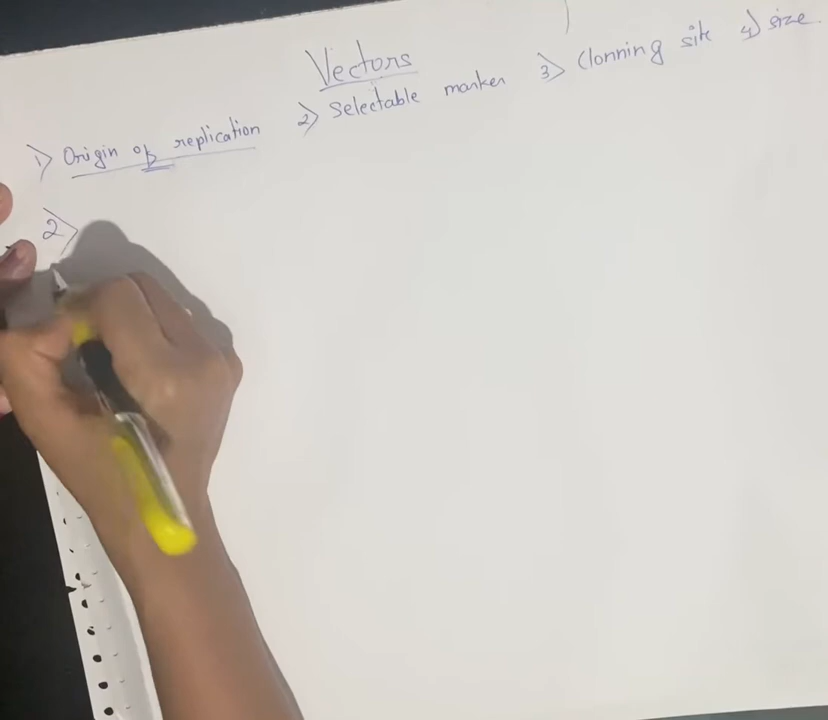 Vectors
1) Origin of replication 2) Selectable marker 3) Clonning site 4) size
2)